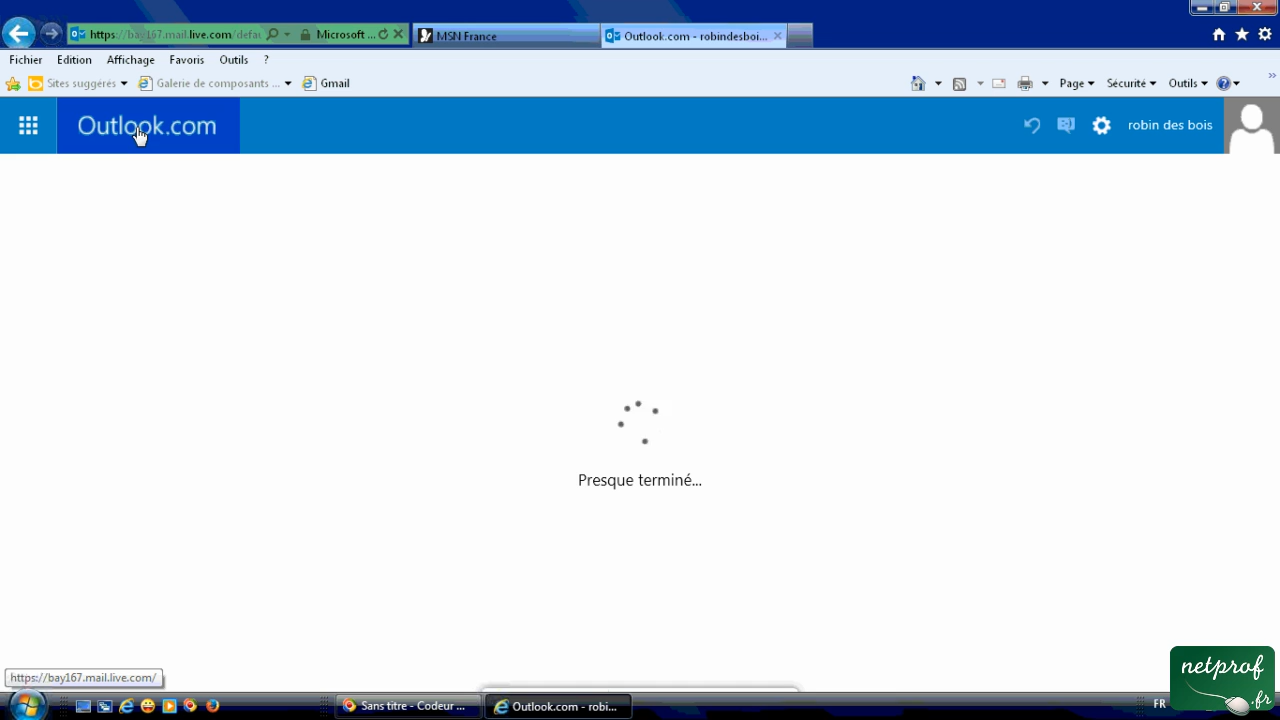 https://bay167.mail.live.com/defau
Microsoft ...
MSN France
Outlook.com - robindesboi...
Fichier Edition Affichage Favoris Outils ?
Sites suggérés
Galerie de composants ...
Gmail
Page
Sécurité
Outils
Outlook.com
robin des bois
Presque terminé...
https://bay167.mail.live.com/
netprof
.fr
Sans titre - Codeur ...
Outlook.com - robi...
FR